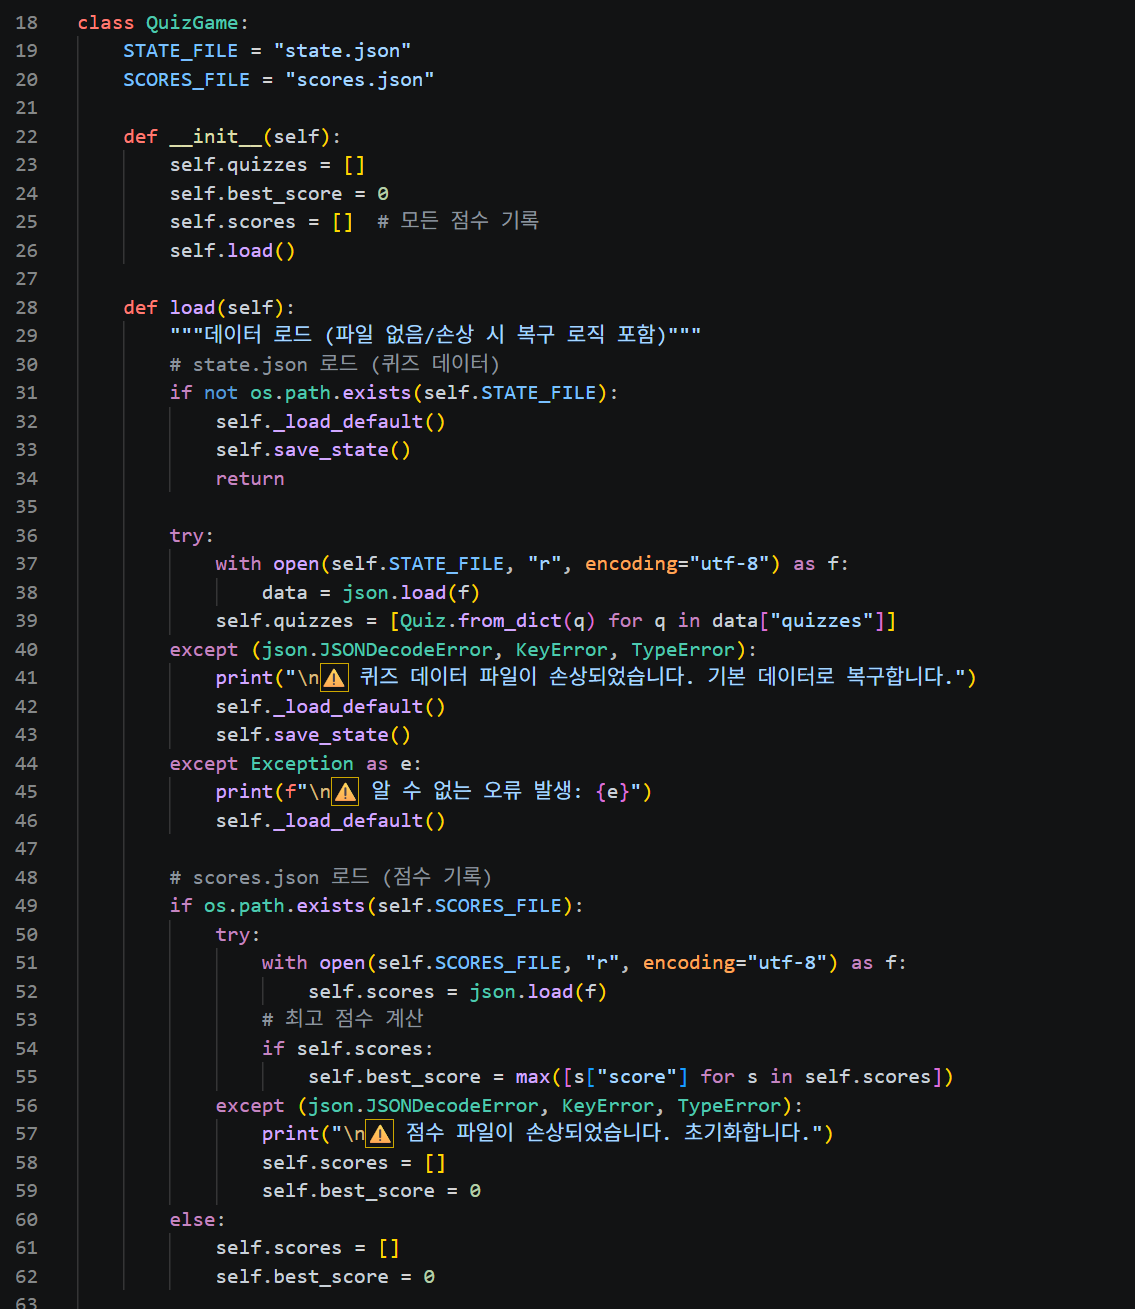 18 class QuizGame:
19     STATE_FILE = "state.json"
20     SCORES_FILE = "scores.json"
21
22     def __init__(self):
23         self.quizzes = []
24         self.best_score = 0
25         self.scores = []  # 모든 점수 기록
26         self.load()
27
28     def load(self):
29         """데이터 로드 (파일 없음/손상 시 복구 로직 포함)"""
30         # state.json 로드 (퀴즈 데이터)
31         if not os.path.exists(self.STATE_FILE):
32             self._load_default()
33             self.save_state()
34             return
35
36         try:
37             with open(self.STATE_FILE, "r", encoding="utf-8") as f:
38                 data = json.load(f)
39             self.quizzes = [Quiz.from_dict(q) for q in data["quizzes"]]
40         except (json.JSONDecodeError, KeyError, TypeError):
41             print("\n⚠️ 퀴즈 데이터 파일이 손상되었습니다. 기본 데이터로 복구합니다.")
42             self._load_default()
43             self.save_state()
44         except Exception as e:
45             print(f"\n⚠️ 알 수 없는 오류 발생: {e}")
46             self._load_default()
47
48         # scores.json 로드 (점수 기록)
49         if os.path.exists(self.SCORES_FILE):
50             try:
51                 with open(self.SCORES_FILE, "r", encoding="utf-8") as f:
52                     self.scores = json.load(f)
53                 # 최고 점수 계산
54                 if self.scores:
55                     self.best_score = max([s["score"] for s in self.scores])
56             except (json.JSONDecodeError, KeyError, TypeError):
57                 print("\n⚠️ 점수 파일이 손상되었습니다. 초기화합니다.")
58                 self.scores = []
59                 self.best_score = 0
60         else:
61             self.scores = []
62             self.best_score = 0
63